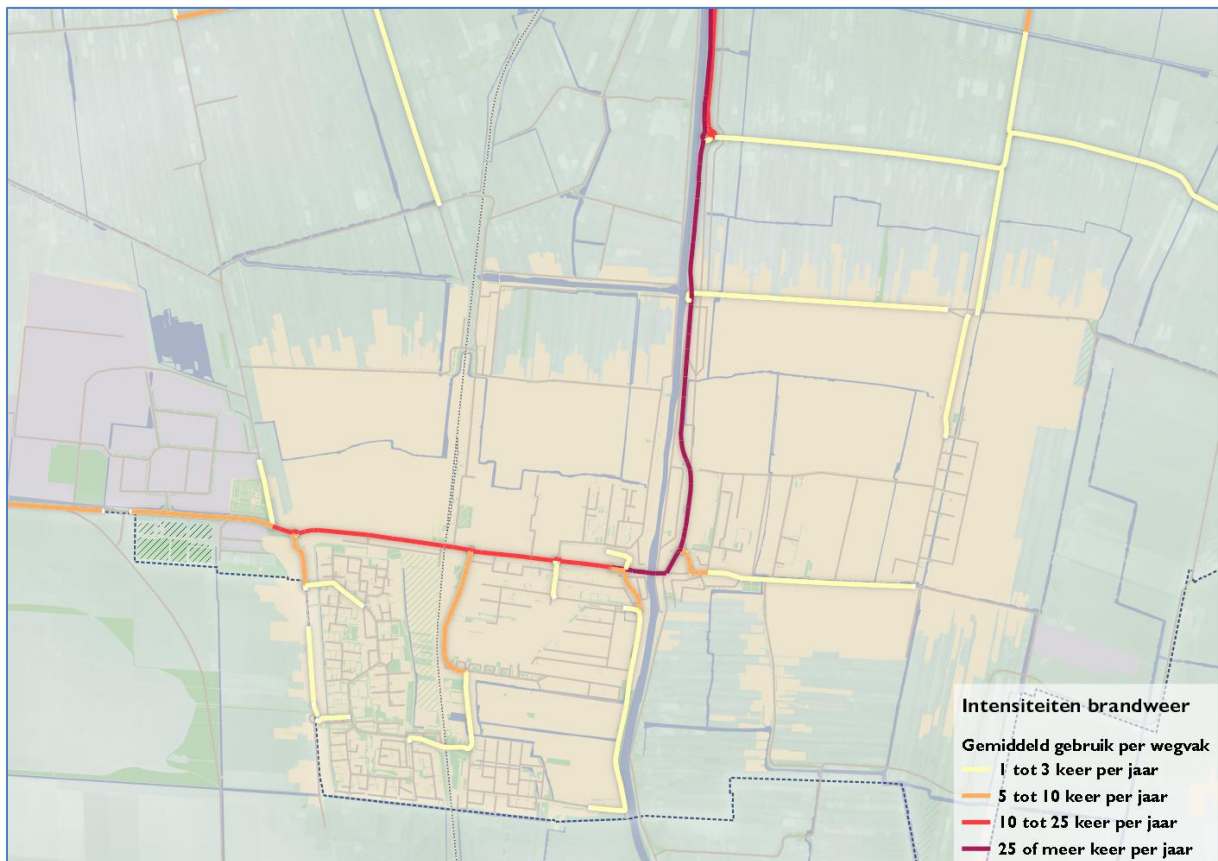 Intensiteiten brandweer
Gemiddeld gebruik per wegvak
1 tot 3 keer per jaar
5 tot 10 keer per jaar
10 tot 25 keer per jaar
25 of meer keer per jaar